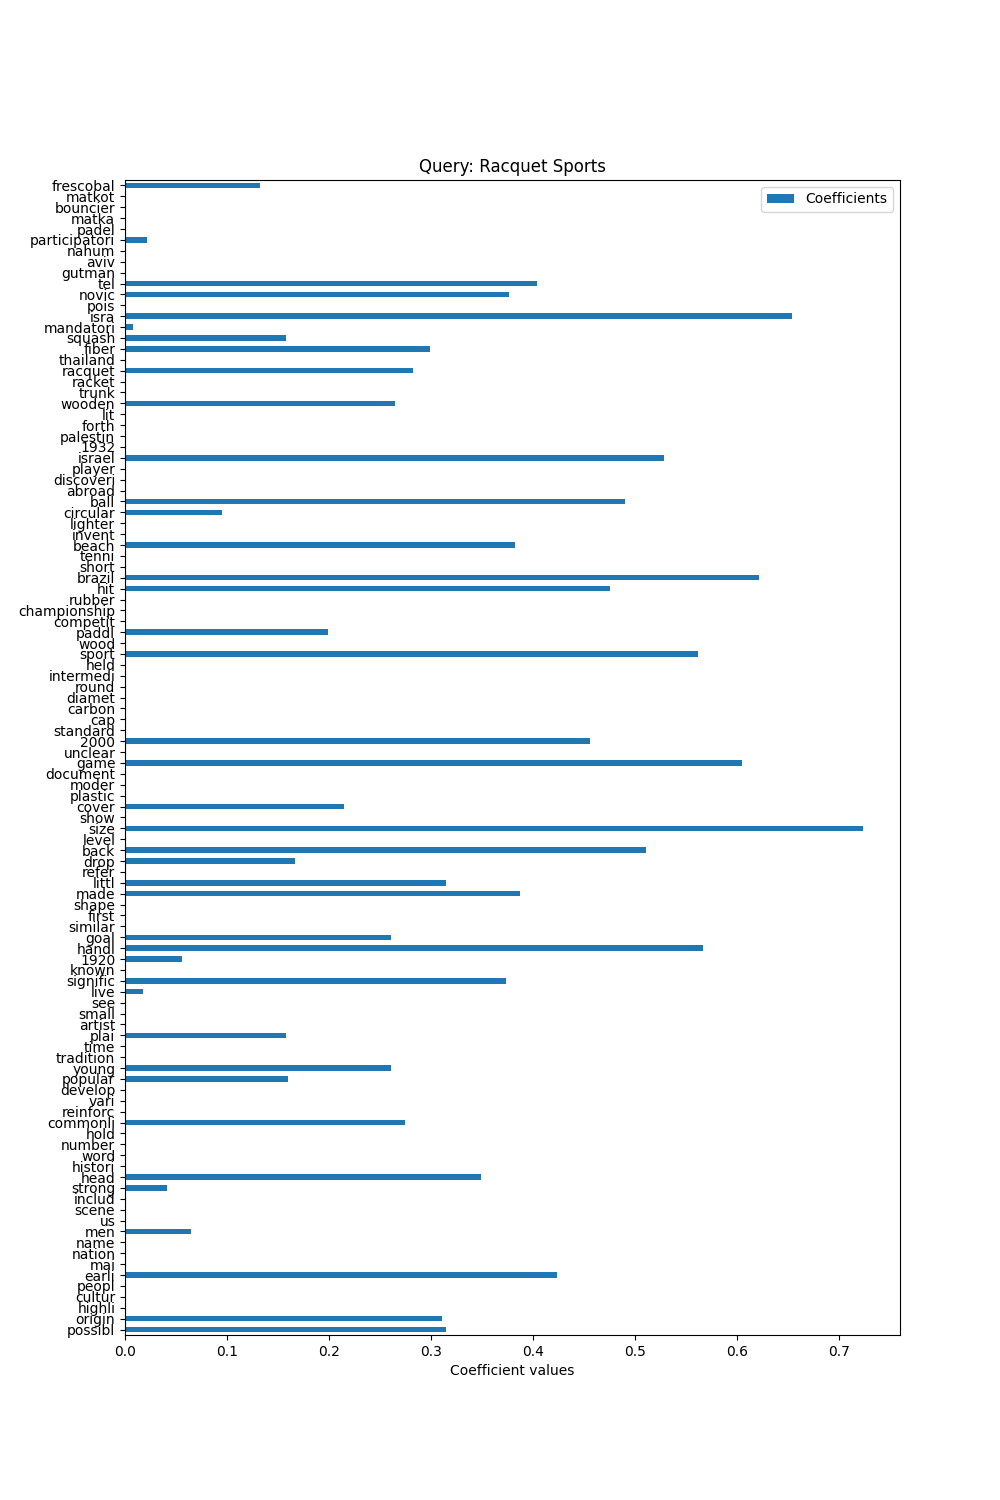 Query: Racquet Sports
Coefficients
frescobal
matkot
bouncier
matka
padel
participatori
nahum
aviv
gutman
tel
novic
pois
isra
mandatori
squash
fiber
thailand
racquet
racket
trunk
wooden
lit
forth
palestin
1932
israel
player
discoveri
abroad
ball
circular
lighter
invent
beach
tenni
short
brazil
hit
rubber
championship
competit
paddl
wood
sport
held
intermedi
round
diamet
carbon
cap
standard
2000
unclear
game
document
moder
plastic
cover
show
size
level
back
drop
refer
littl
made
shape
first
similar
goal
handl
1920
known
signific
live
see
small
artist
plai
time
tradition
young
popular
develop
vari
reinforc
commonli
hold
number
word
histori
head
strong
includ
scene
us
men
name
nation
mai
earli
peopl
cultur
highli
origin
possibl
0.0 0.1 0.2 0.3 0.4 0.5 0.6 0.7
Coefficient values